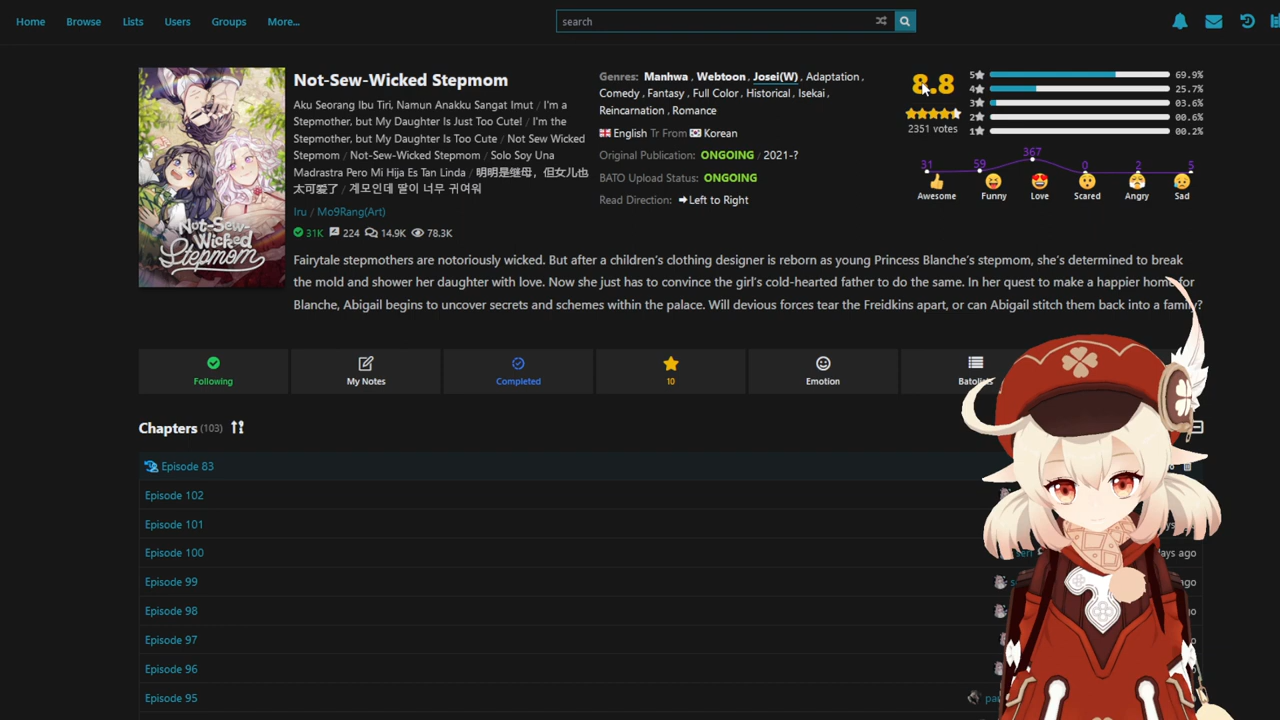 Home Browse Lists Users Groups More...
search
Not-Sew-Wicked Stepmom
Aku Seorang Ibu Tiri, Namun Anakku Sangat Imut / I'm a
Stepmother, but My Daughter Is Just Too Cute! / I'm the
Stepmother, but My Daughter Is Too Cute / Not Sew Wicked
Stepmom / Not-Sew-Wicked Stepmom / Solo Soy Una
Madrastra Pero Mi Hija Es Tan Linda / 明明是继母，但女儿也
太可愛了 / 계모인데 딸이 너무 귀여워
Iru / Mo9Rang(Art)
31K 224 14.9K 78.3K
Not-Sew-
Wicked
Stepmom
Genres: Manhwa, Webtoon, Josei(W), Adaptation,
Comedy, Fantasy, Full Color, Historical, Isekai,
Reincarnation, Romance
English Tr From Korean
Original Publication: ONGOING / 2021-?
BATO Upload Status: ONGOING
Read Direction: Left to Right
8.8
2351 votes
5 69.9%
4 25.7%
3 03.6%
2 00.6%
1 00.2%
31 59 367 0 2 5
Awesome Funny Love Scared Angry Sad
Fairytale stepmothers are notoriously wicked. But after a children's clothing designer is reborn as young Princess Blanche's stepmom, she's determined to break
the mold and shower her daughter with love. Now she just has to convince the girl's cold-hearted father to do the same. In her quest to make a happier home for
Blanche, Abigail begins to uncover secrets and schemes within the palace. Will devious forces tear the Freidkins apart, or can Abigail stitch them back into a family?
Following My Notes Completed 10 Emotion
Chapters (103)
Episode 83
Episode 102
Episode 101
Episode 100
days ago
Episode 99
ago
Episode 98
Episode 97
Episode 96
Episode 95